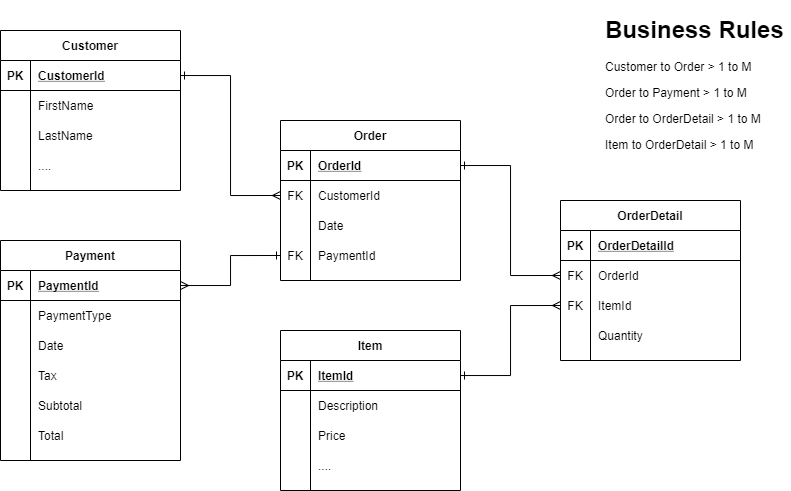 Business Rules
Customer to Order > 1 to M
Order to Payment > 1 to M
Order to OrderDetail > 1 to M
Item to OrderDetail > 1 to M
Customer
PK CustomerId
FirstName
LastName
....
Order
PK OrderId
FK CustomerId
Date
FK PaymentId
OrderDetail
PK OrderDetailId
FK OrderId
FK ItemId
Quantity
Payment
PK PaymentId
PaymentType
Date
Tax
Subtotal
Total
Item
PK ItemId
Description
Price
....